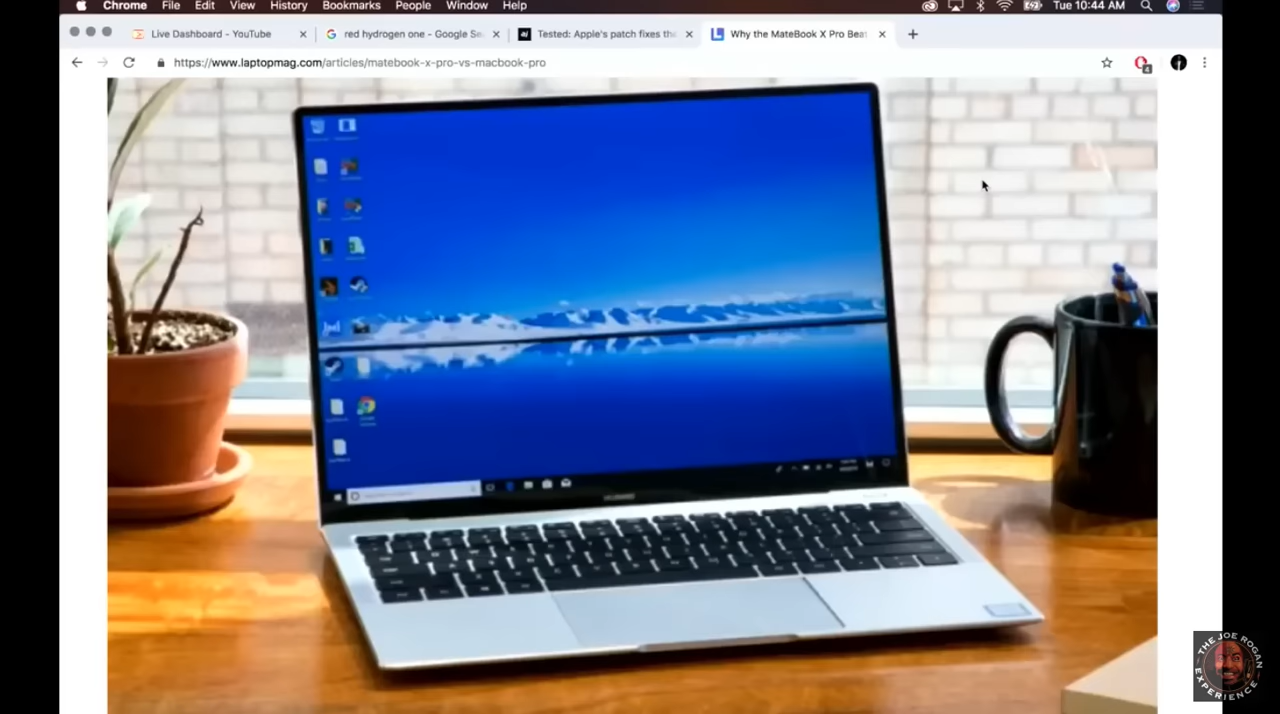 Chrome File Edit View History Bookmarks People Window Help Tue 10:44 AM
Live Dashboard - YouTube red hydrogen one - Google Se Tested: Apple's patch fixes the Why the MateBook X Pro Beat
https://www.laptopmag.com/articles/matebook-x-pro-vs-macbook-pro
HUAWEI
THE JOE ROGAN
EXPERIENCE